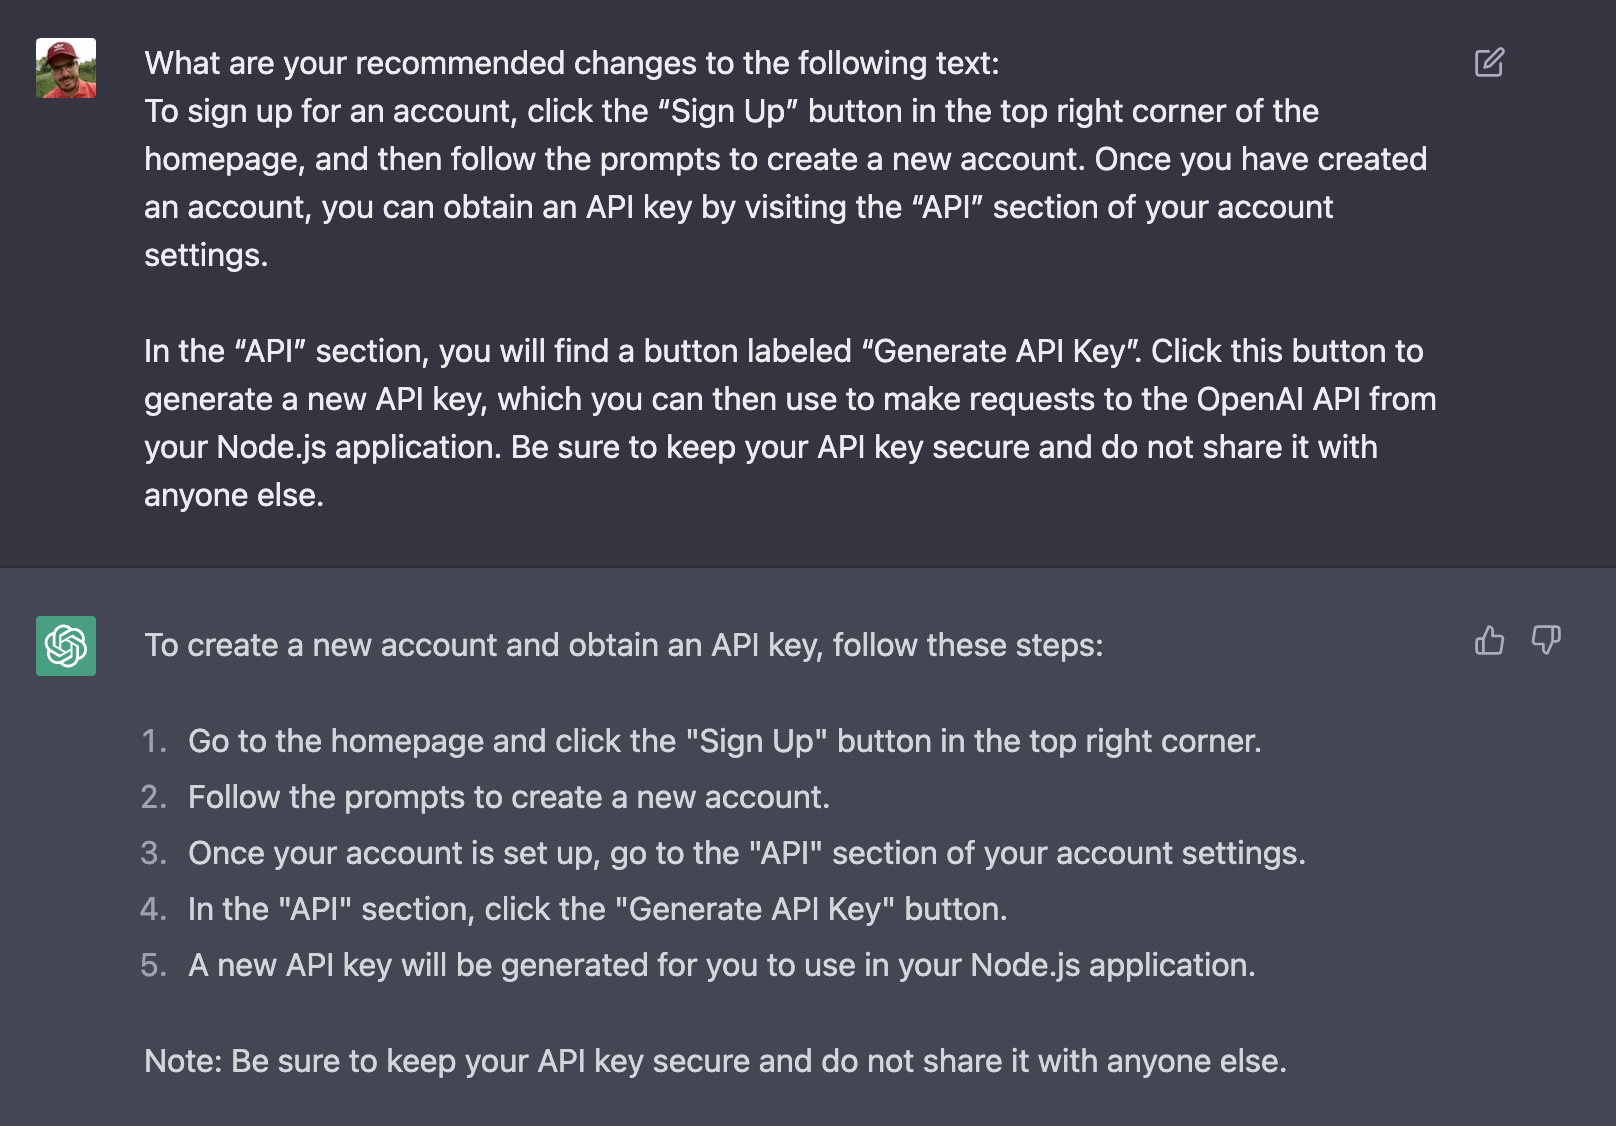 What are your recommended changes to the following text:
To sign up for an account, click the “Sign Up” button in the top right corner of the
homepage, and then follow the prompts to create a new account. Once you have created
an account, you can obtain an API key by visiting the “API” section of your account
settings.
In the “API” section, you will find a button labeled “Generate API Key”. Click this button to
generate a new API key, which you can then use to make requests to the OpenAI API from
your Node.js application. Be sure to keep your API key secure and do not share it with
anyone else.
To create a new account and obtain an API key, follow these steps:
1. Go to the homepage and click the "Sign Up" button in the top right corner.
2. Follow the prompts to create a new account.
3. Once your account is set up, go to the "API" section of your account settings.
4. In the "API" section, click the "Generate API Key" button.
5. A new API key will be generated for you to use in your Node.js application.
Note: Be sure to keep your API key secure and do not share it with anyone else.